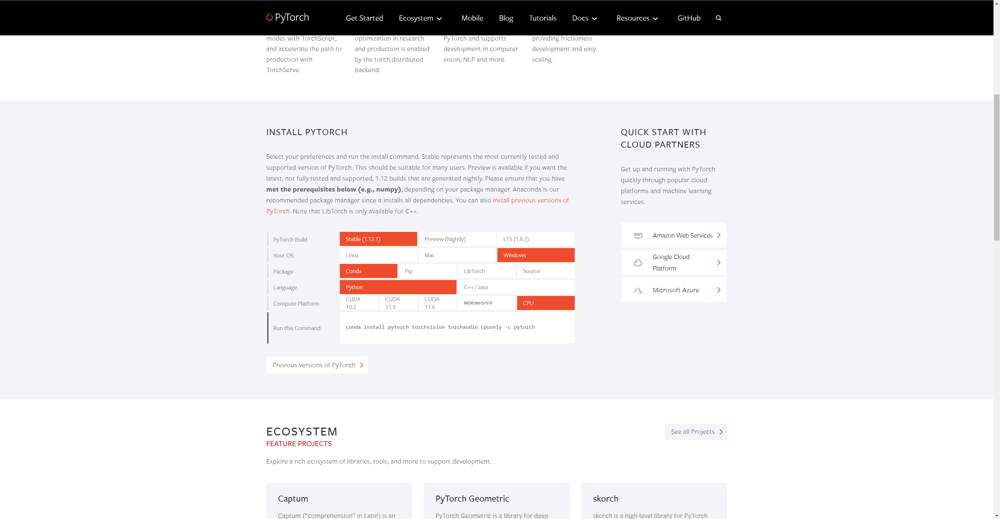 PyTorch
Get Started
Ecosystem
Mobile
Blog
Tutorials
Docs
Resources
GitHub
modes with TorchScript,
and accelerate the path to
production with
TorchServe.
optimization in research
and production is enabled
by the torch.distributed
backend.
PyTorch and supports
development in computer
vision, NLP and more.
providing frictionless
development and easy
scaling.
INSTALL PYTORCH
Select your preferences and run the install command. Stable represents the most currently tested and
supported version of PyTorch. This should be suitable for many users. Preview is available if you want the
latest, not fully tested and supported, 1.12 builds that are generated nightly. Please ensure that you have
met the prerequisites below (e.g., numpy), depending on your package manager. Anaconda is our
recommended package manager since it installs all dependencies. You can also install previous versions of
PyTorch. Note that LibTorch is only available for C++.
PyTorch Build
Stable (1.12.1)
Preview (Nightly)
LTS (1.8.2)
Your OS
Linux
Mac
Windows
Package
Conda
Pip
LibTorch
Source
Language
Python
C++ / Java
Compute Platform
CUDA
10.2
CUDA
11.3
CUDA
11.6
ROCm 5.1.1
CPU
Run this Command:
conda install pytorch torchvision torchaudio cpuonly -c pytorch
Previous versions of PyTorch
QUICK START WITH
CLOUD PARTNERS
Get up and running with PyTorch
quickly through popular cloud
platforms and machine learning
services.
aws
Amazon Web Services
Google Cloud
Platform
Microsoft Azure
ECOSYSTEM
FEATURE PROJECTS
See all Projects
Explore a rich ecosystem of libraries, tools, and more to support development.
Captum
Captum (“comprehension” in Latin) is an
PyTorch Geometric
PyTorch Geometric is a library for deep
skorch
skorch is a high-level library for PyTorch